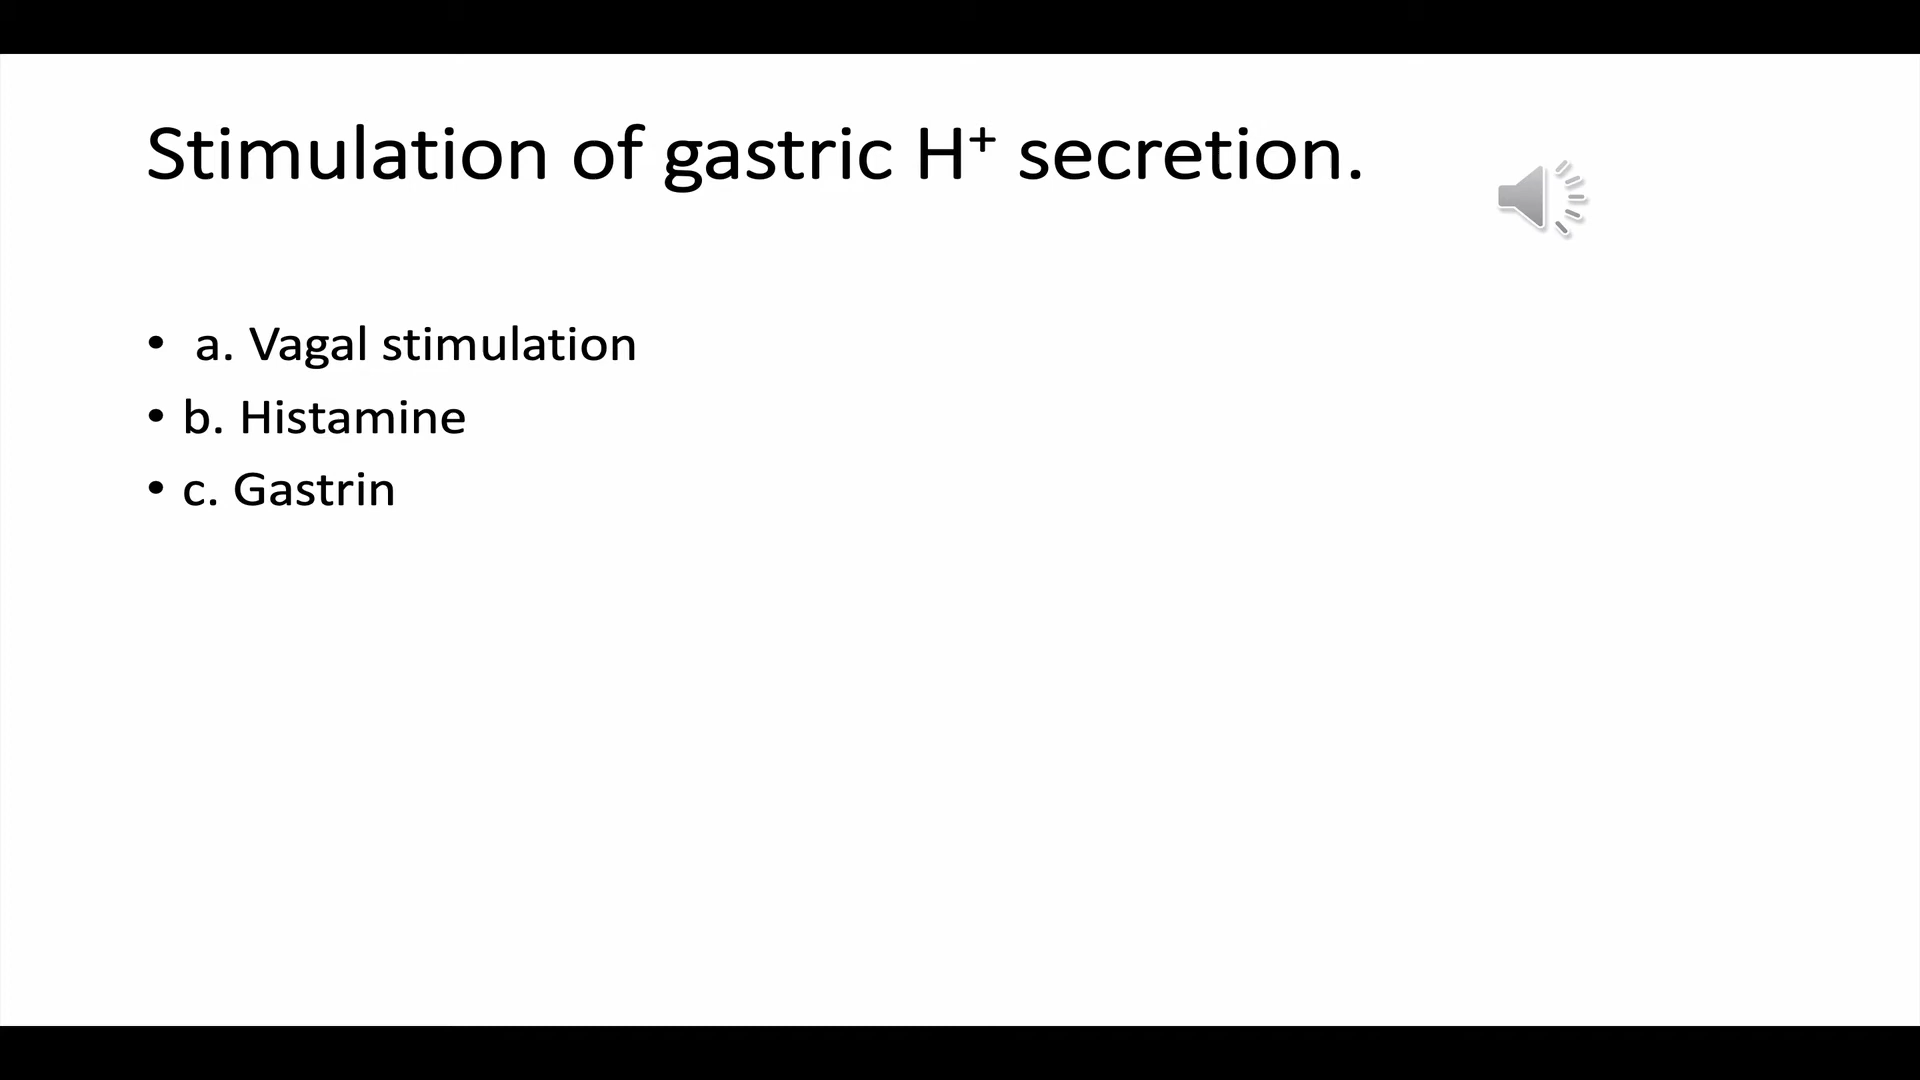 Stimulation of gastric H⁺ secretion.
• a. Vagal stimulation
• b. Histamine
• c. Gastrin